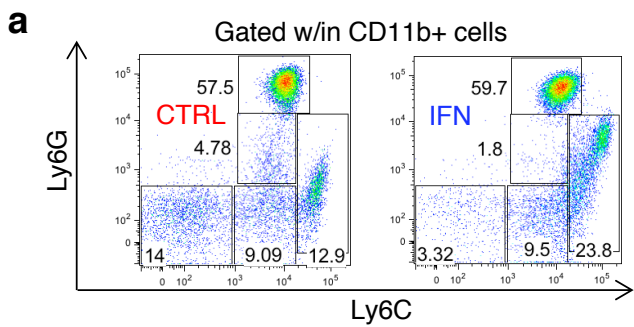 a
Gated w/in CD11b+ cells
Ly6G
10⁵
10⁴
10³
10²
0
57.5
CTRL
4.78
14
9.09
12.9
0 10² 10³ 10⁴ 10⁵
10⁵
10⁴
10³
10²
0
59.7
IFN
1.8
3.32
9.5
23.8
0 10² 10³ 10⁴ 10⁵
Ly6C